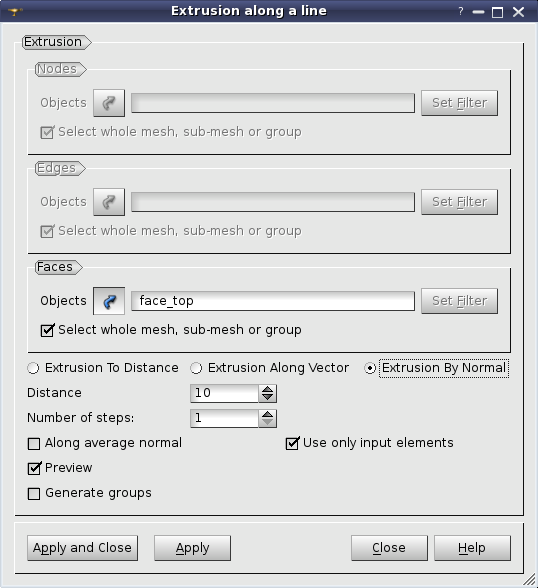 Extrusion along a line
?
Extrusion
Nodes
Objects
Set Filter
Select whole mesh, sub-mesh or group
Edges
Objects
Set Filter
Select whole mesh, sub-mesh or group
Faces
Objects face_top Set Filter
Select whole mesh, sub-mesh or group
Extrusion To Distance Extrusion Along Vector Extrusion By Normal
Distance 10
Number of steps: 1
Along average normal Use only input elements
Preview
Generate groups
Apply and Close Apply Close Help